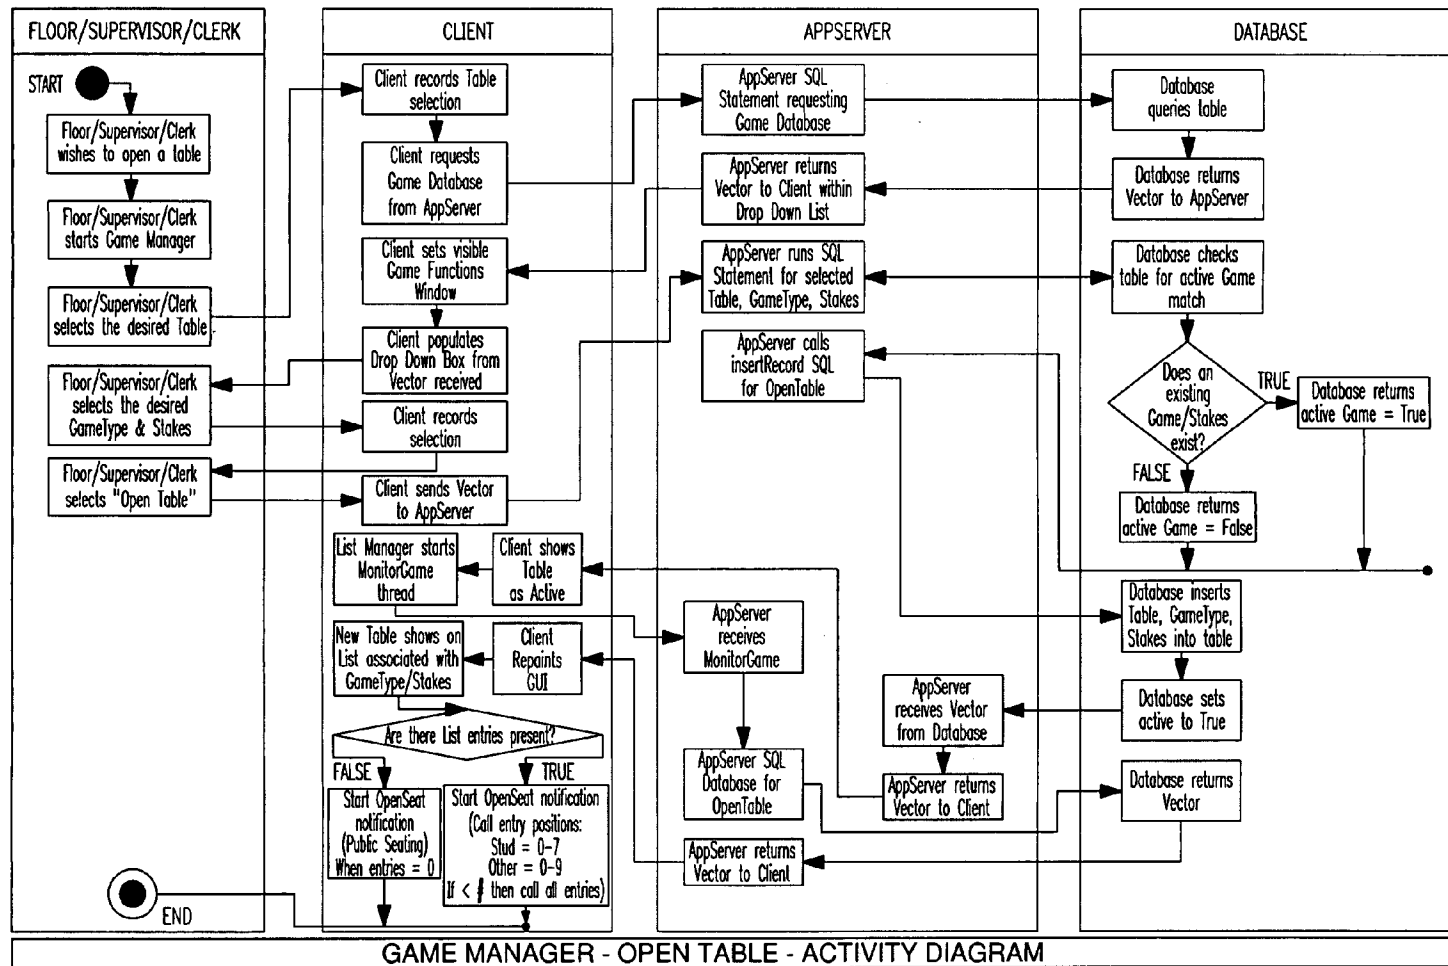 FLOOR/SUPERVISOR/CLERK
START
Floor/Supervisor/Clerk
wishes to open a table
Floor/Supervisor/Clerk
starts Game Manager
Floor/Supervisor/Clerk
selects the desired Table
Floor/Supervisor/Clerk
selects the desired
GameType & Stakes
Floor/Supervisor/Clerk
selects "Open Table"
END
CLIENT
Client records Table
selection
Client requests
Game Database
from AppServer
Client sets visible
Game Functions
Window
Client populates
Drop Down Box from
Vector received
Client records
selection
Client sends Vector
to AppServer
List Manager starts
MonitorGame
thread
Client shows
Table
as Active
New Table shows on
List associated with
GameType/Stakes
Client
Repaints
GUI
Are there List entries present?
FALSE
TRUE
Start OpenSeat
notification
(Public Seating)
When entries = 0
Start OpenSeat notification
(Call entry positions:
Stud = 0-7
Other = 0-9
If < # then call all entries)
APPSERVER
AppServer SQL
Statement requesting
Game Database
AppServer returns
Vector to Client within
Drop Down List
AppServer runs SQL
Statement for selected
Table, GameType, Stakes
AppServer calls
insertRecord SQL
for OpenTable
AppServer
receives
MonitorGame
AppServer
receives Vector
from Database
AppServer SQL
Database for
OpenTable
AppServer returns
Vector to Client
AppServer returns
Vector to Client
DATABASE
Database
queries table
Database returns
Vector to AppServer
Database checks
table for active Game
match
Does an
existing
Game/Stakes
exist?
TRUE
Database returns
active Game = True
FALSE
Database returns
active Game = False
Database inserts
Table, GameType,
Stakes into table
Database sets
active to True
Database returns
Vector
GAME MANAGER - OPEN TABLE - ACTIVITY DIAGRAM